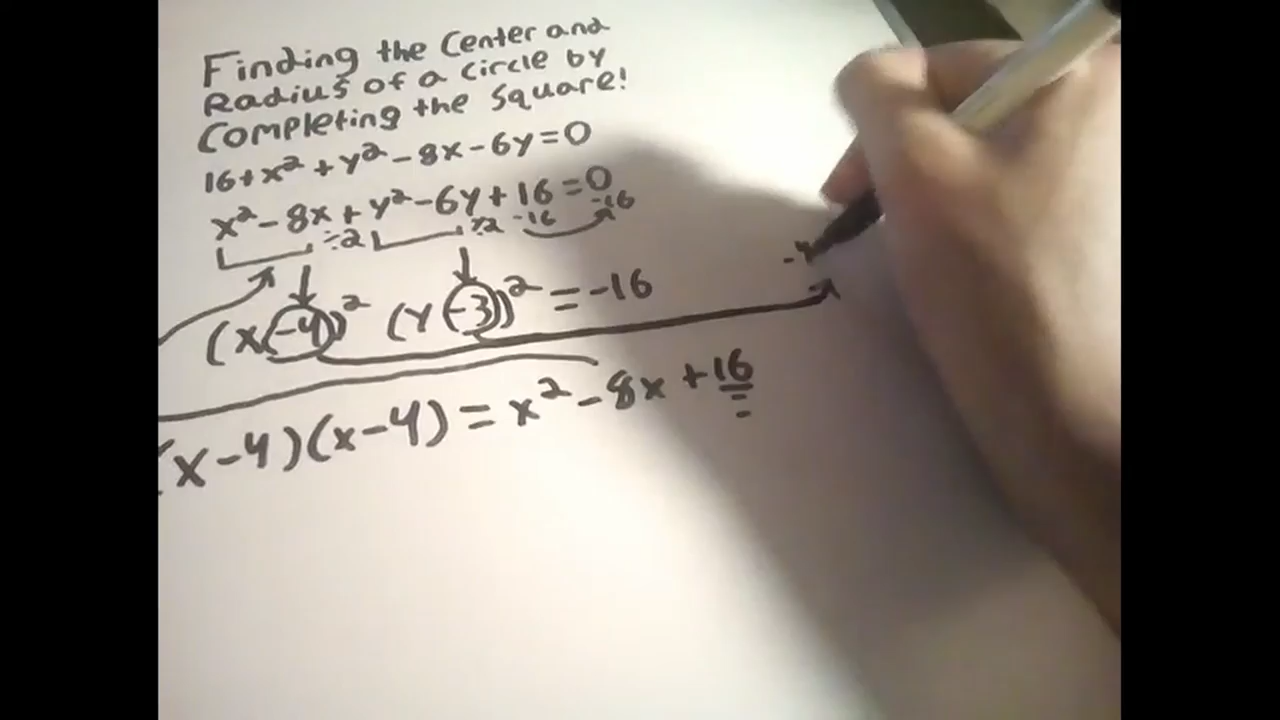 Finding the Center and
Radius of a Circle by
Completing the Square!
16+x²+y²-8x-6y=0
x²-8x+y²-6y+16=0
÷2 ÷2 -16 -16
(x(-4))² (y(-3))²=-16
-4
(x-4)(x-4)=x²-8x+16